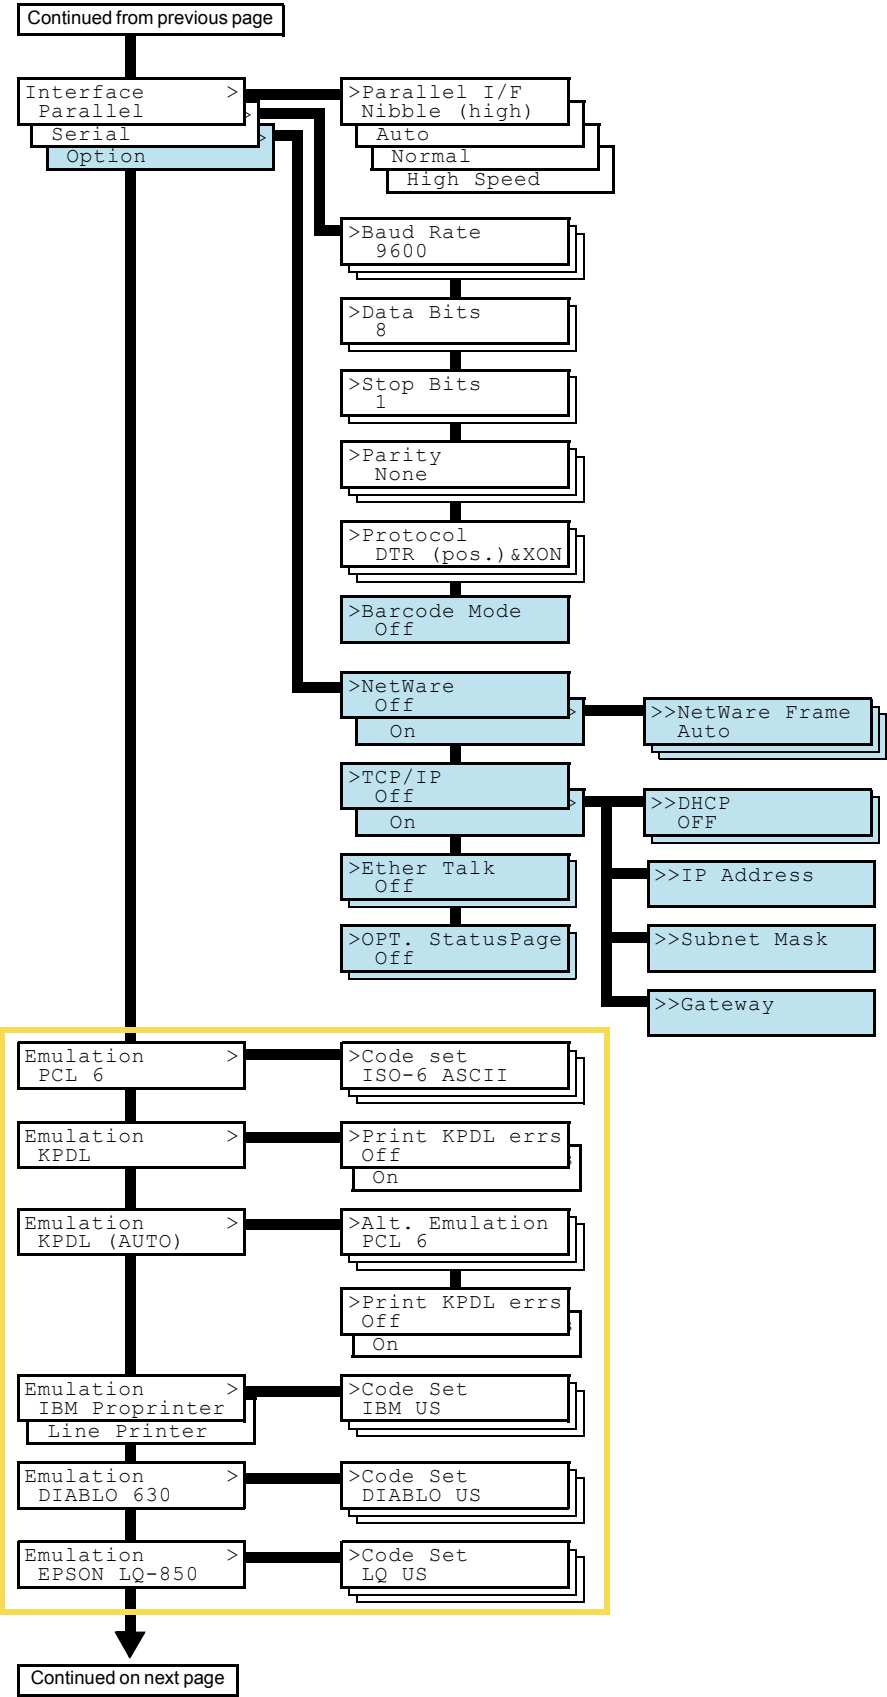 Continued from previous page
Interface >
Parallel
>
Serial
>
Option
>Parallel I/F
Nibble (high)
Auto
Normal
High Speed
>Baud Rate
9600
>Data Bits
8
>Stop Bits
1
>Parity
None
>Protocol
DTR (pos.)&XON
>Barcode Mode
Off
>NetWare
Off
>
On
>>NetWare Frame
Auto
>TCP/IP
Off
>
On
>>DHCP
OFF
>>IP Address
>>Subnet Mask
>>Gateway
>Ether Talk
Off
>OPT. StatusPage
Off
Emulation >
PCL 6
>Code set
ISO-6 ASCII
Emulation >
KPDL
>Print KPDL errs
Off
On
Emulation >
KPDL (AUTO)
>Alt. Emulation
PCL 6
>Print KPDL errs
Off
On
Emulation >
IBM Proprinter
Line Printer
>Code Set
IBM US
Emulation >
DIABLO 630
>Code Set
DIABLO US
Emulation >
EPSON LQ-850
>Code Set
LQ US
Continued on next page